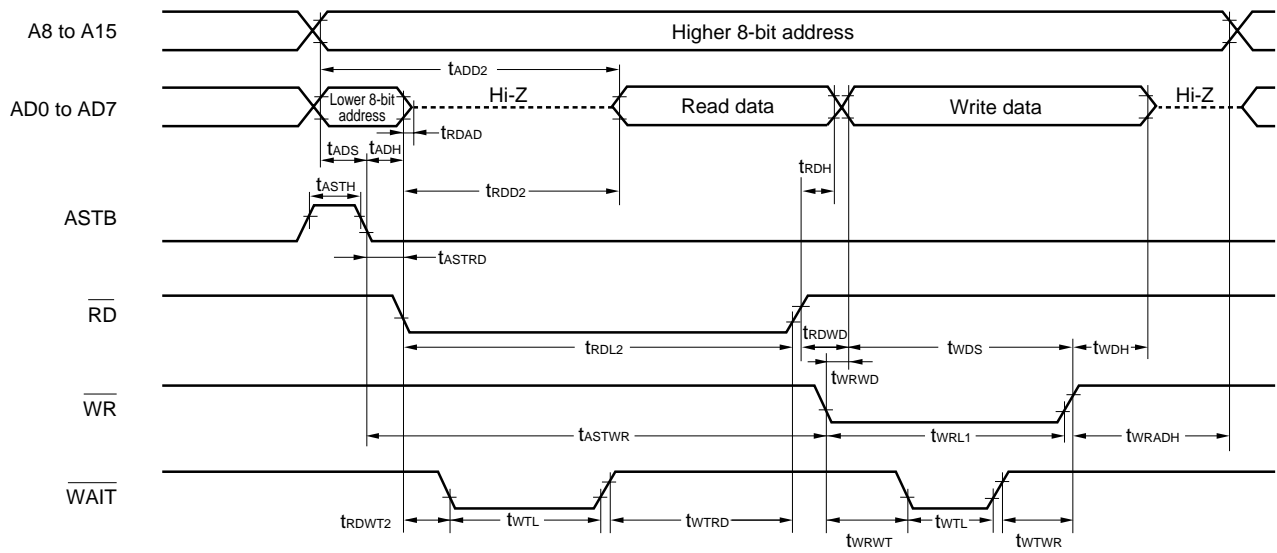 A8 to A15
Higher 8-bit address
tADD2
AD0 to AD7
Lower 8-bit
address
Hi-Z
Read data
Write data
Hi-Z
tRDAD
tADS
tADH
tRDH
tASTH
tRDD2
ASTB
tASTRD
RD
tRDWD
tRDL2
tWDS
tWDH
tWRWD
WR
tASTWR
tWRL1
tWRADH
WAIT
tRDWT2
tWTL
tWTRD
tWRWT
tWTL
tWTWR